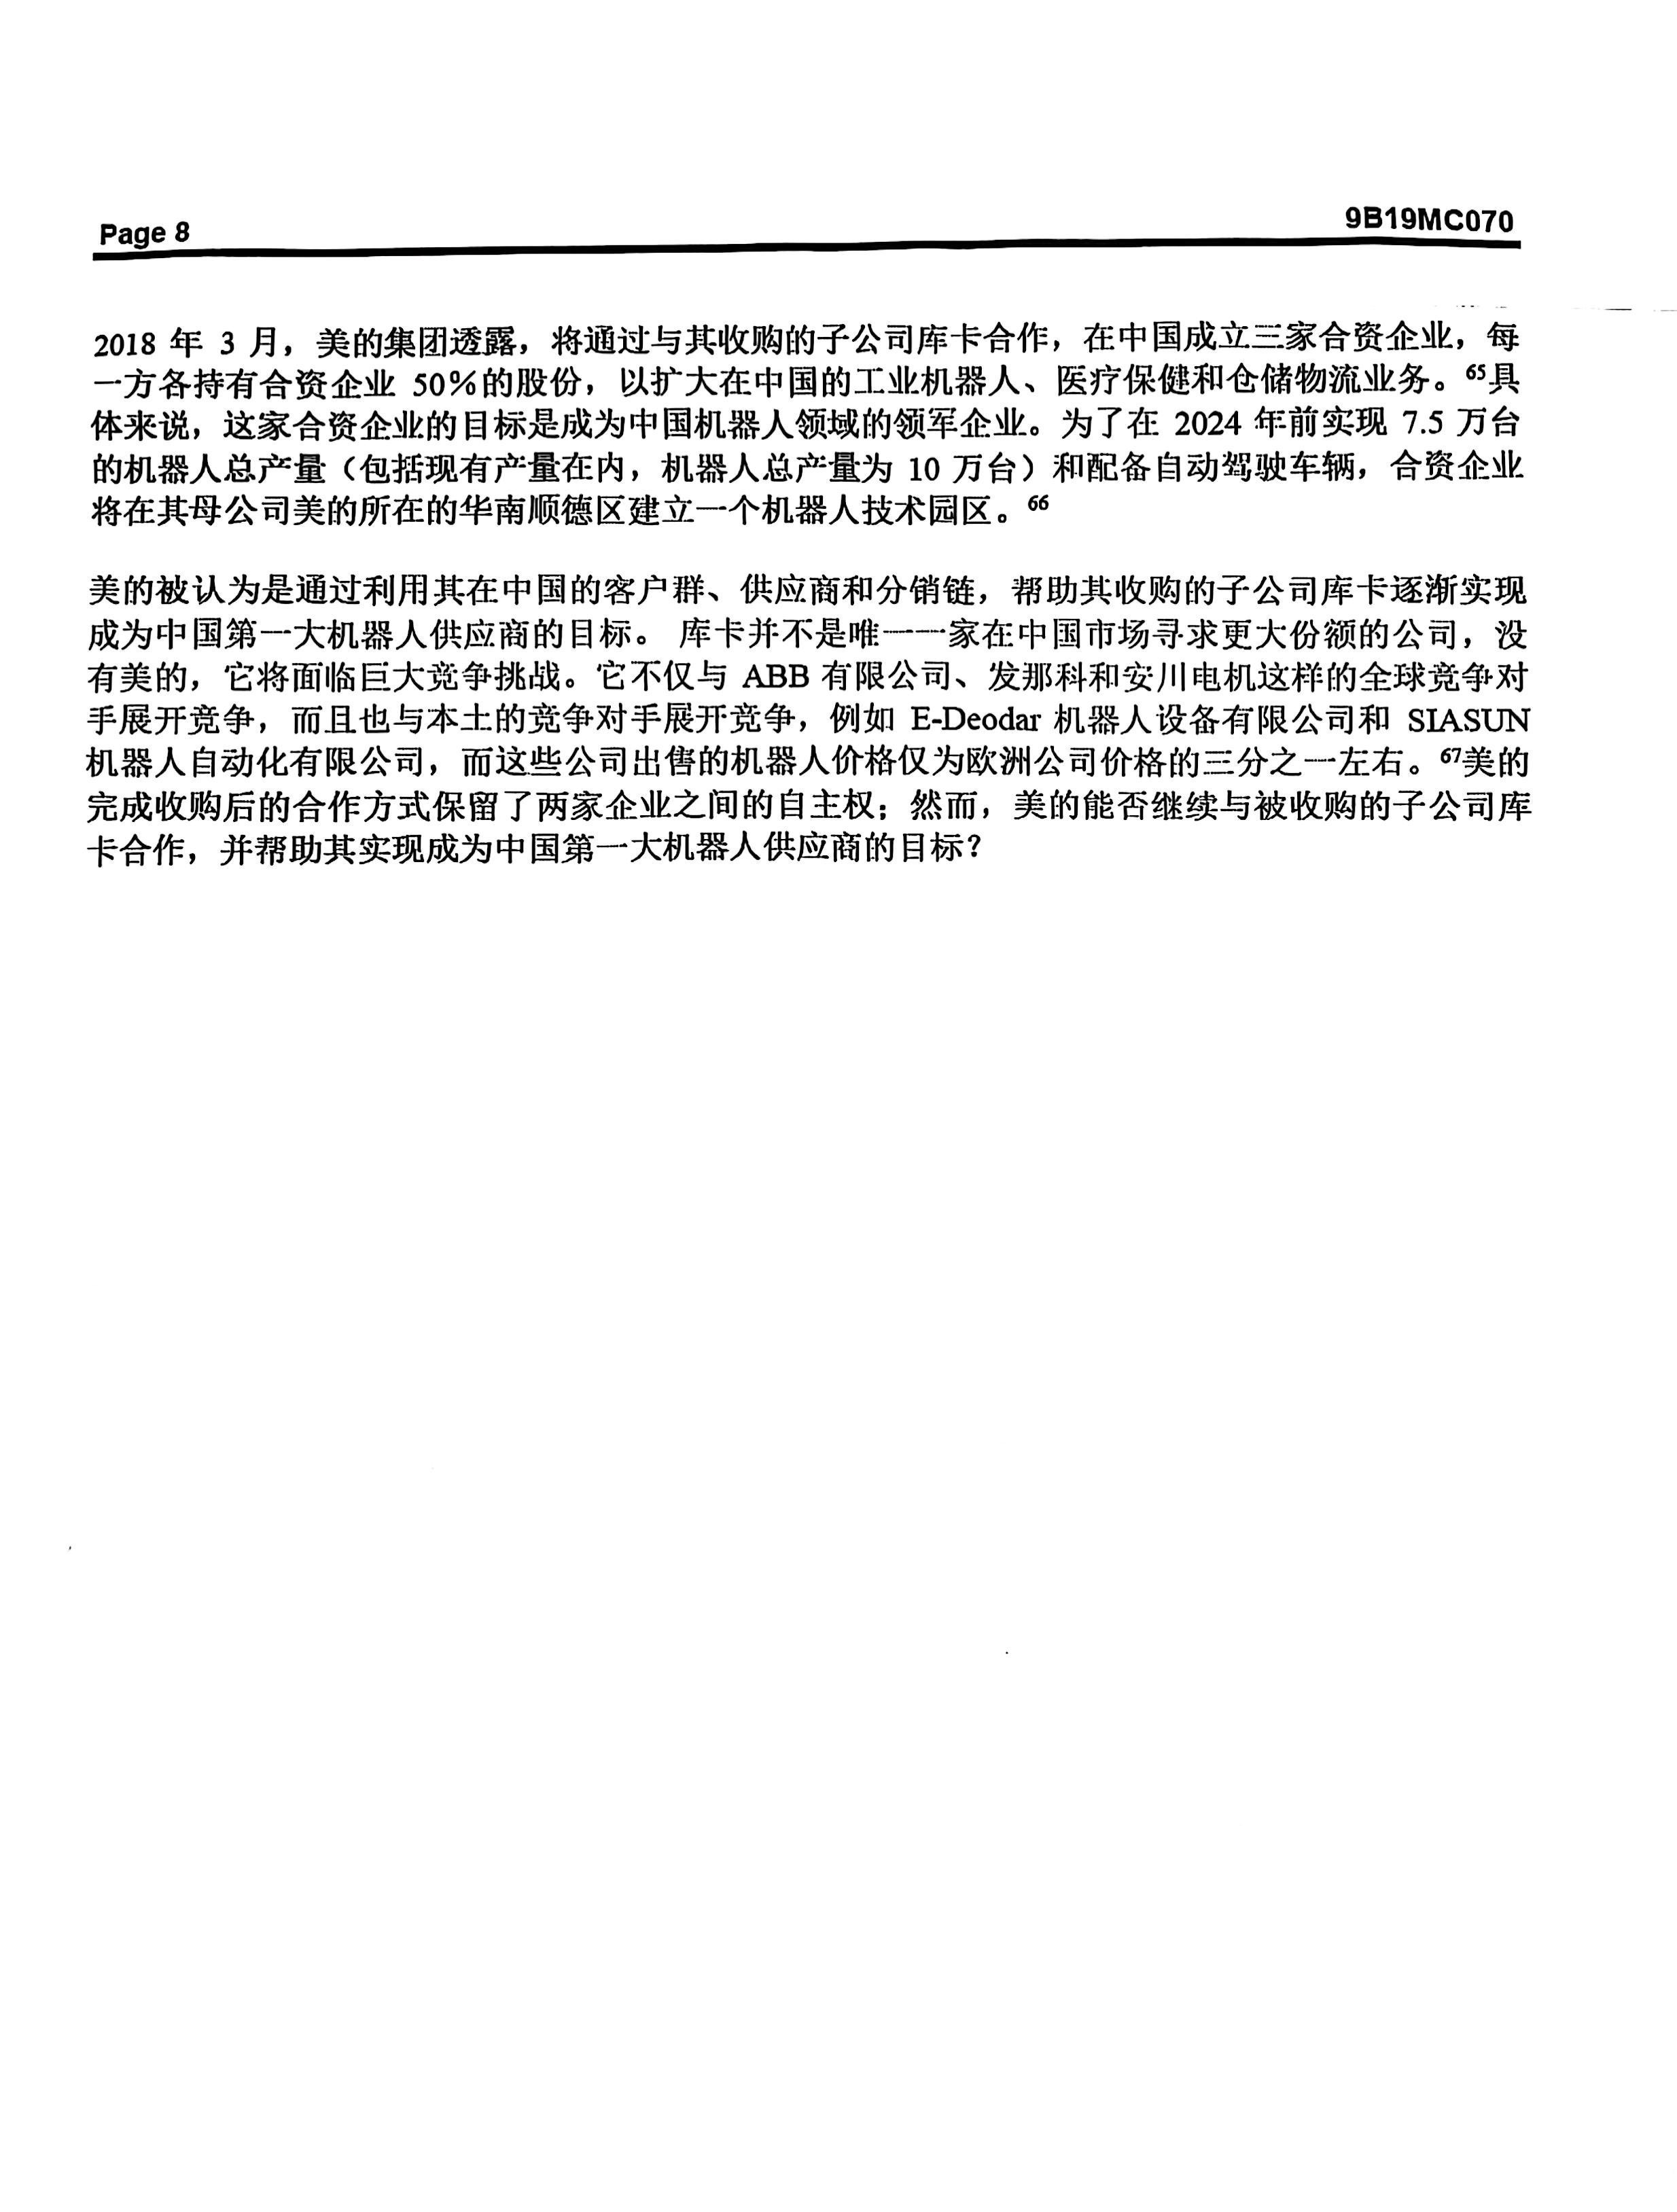 Page 8
9B19MC070
2018 年 3 月，美的集团透露，将通过与其收购的子公司库卡合作，在中国成立三家合资企业，每
一方各持有合资企业 50%的股份，以扩大在中国的工业机器人、医疗保健和仓储物流业务。65具
体来说，这家合资企业的目标是成为中国机器人领域的领军企业。为了在 2024 年前实现 7.5 万台
的机器人总产量（包括现有产量在内，机器人总产量为 10 万台）和配备自动驾驶车辆，合资企业
将在其母公司美的所在的华南顺德区建立一个机器人技术园区。66
美的被认为是通过利用其在中国的客户群、供应商和分销链，帮助其收购的子公司库卡逐渐实现
成为中国第一大机器人供应商的目标。 库卡并不是唯一一家在中国市场寻求更大份额的公司，没
有美的，它将面临巨大竞争挑战。它不仅与 ABB 有限公司、发那科和安川电机这样的全球竞争对
手展开竞争，而且也与本土的竞争对手展开竞争，例如 E-Deodar 机器人设备有限公司和 SIASUN
机器人自动化有限公司，而这些公司出售的机器人价格仅为欧洲公司价格的三分之一左右。67美的
完成收购后的合作方式保留了两家企业之间的自主权；然而，美的能否继续与被收购的子公司库
卡合作，并帮助其实现成为中国第一大机器人供应商的目标？